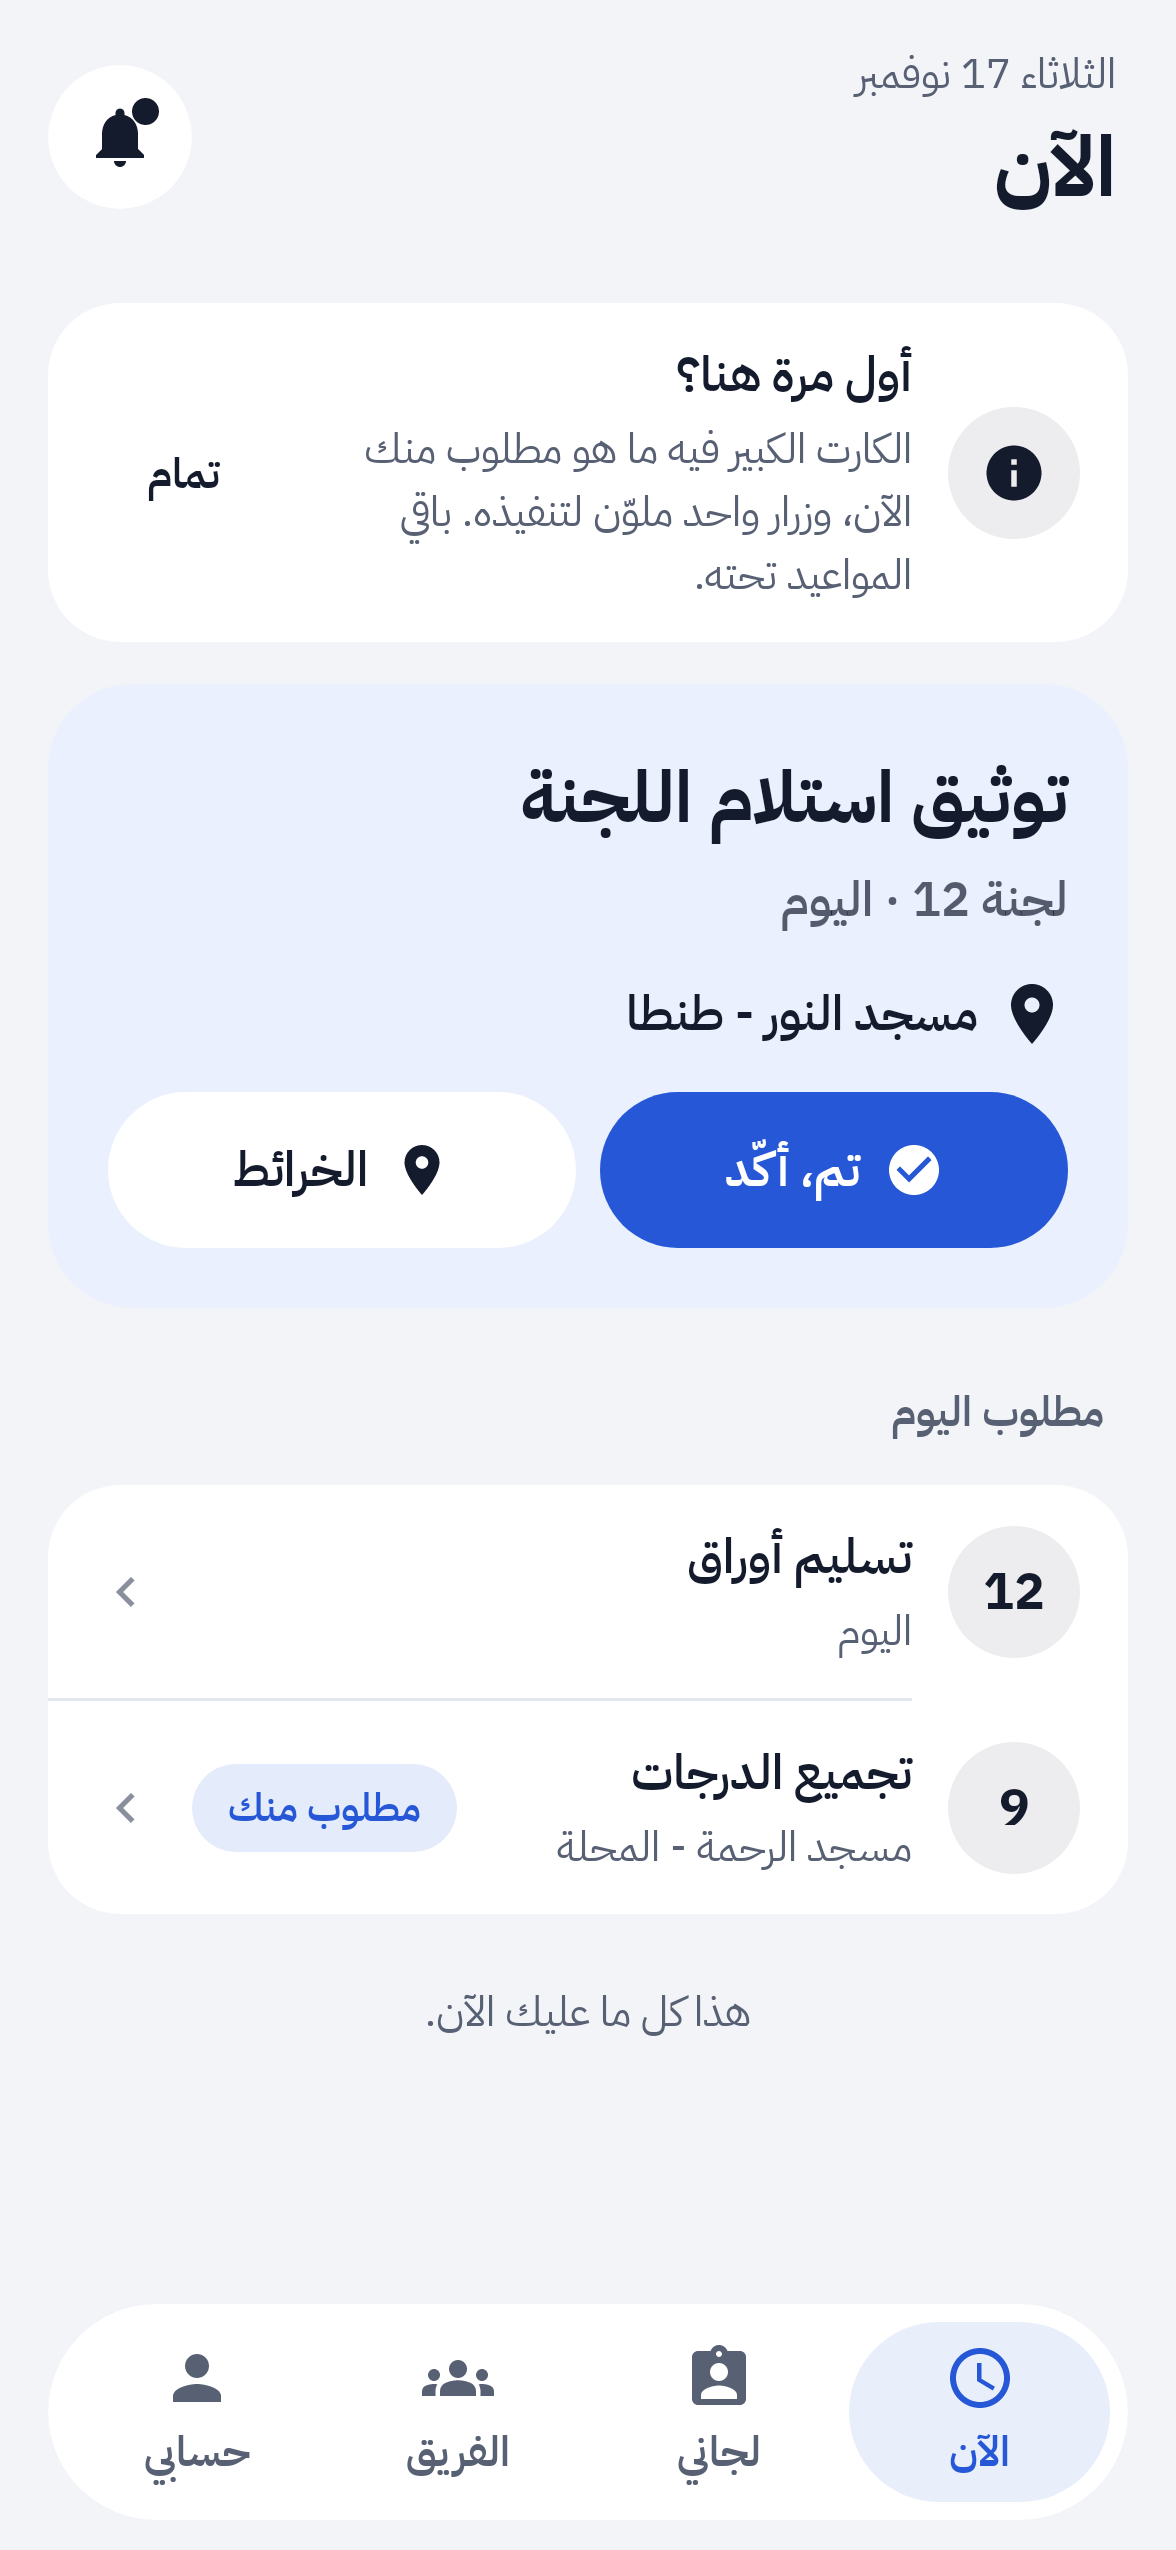 الثلاثاء 17 نوفمبر
الآن
أول مرة هنا؟
الكارت الكبير فيه ما هو مطلوب منك
الآن، وزرار واحد ملوّن لتنفيذه. باقي
المواعيد تحته.
تمام
توثيق استلام اللجنة
لجنة 12 · اليوم
مسجد النور - طنطا
تم، أكّد
الخرائط
مطلوب اليوم
12
تسليم أوراق
اليوم
9
تجميع الدرجات
مسجد الرحمة - المحلة
مطلوب منك
هذا كل ما عليك الآن.
الآن
لجاني
الفريق
حسابي